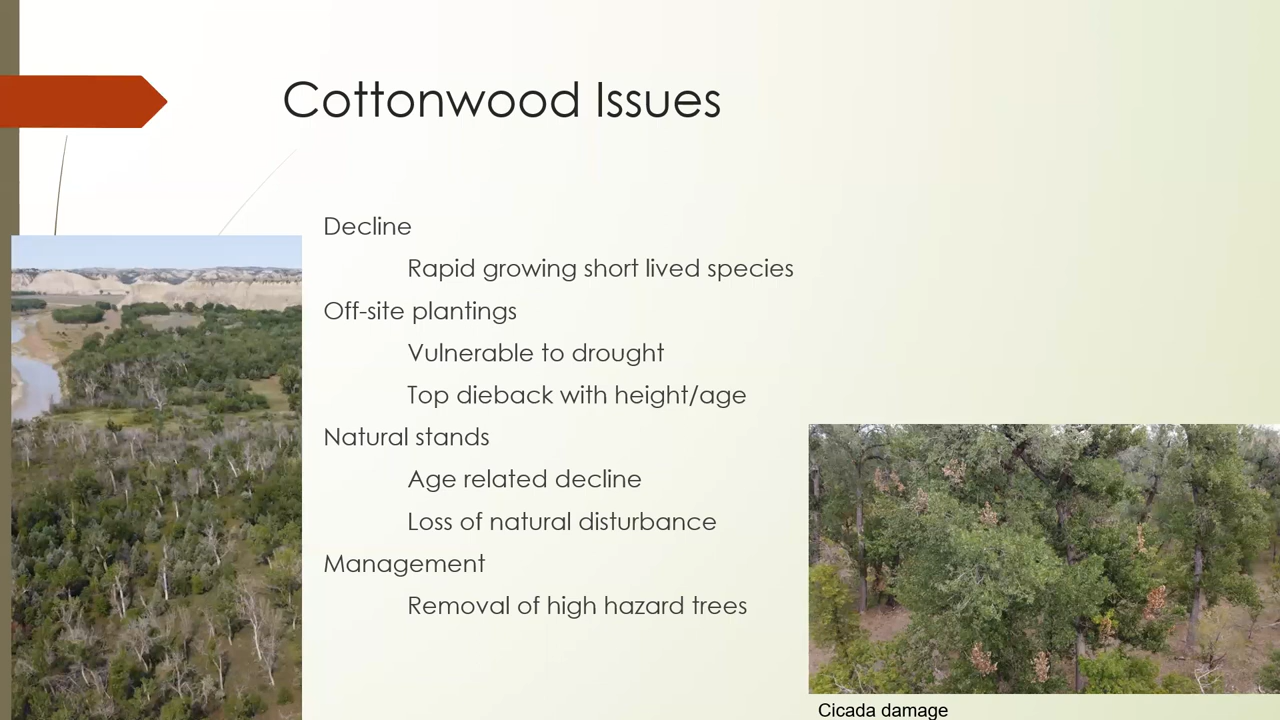 Cottonwood Issues
Decline
Rapid growing short lived species
Off-site plantings
Vulnerable to drought
Top dieback with height/age
Natural stands
Age related decline
Loss of natural disturbance
Management
Removal of high hazard trees
Cicada damage